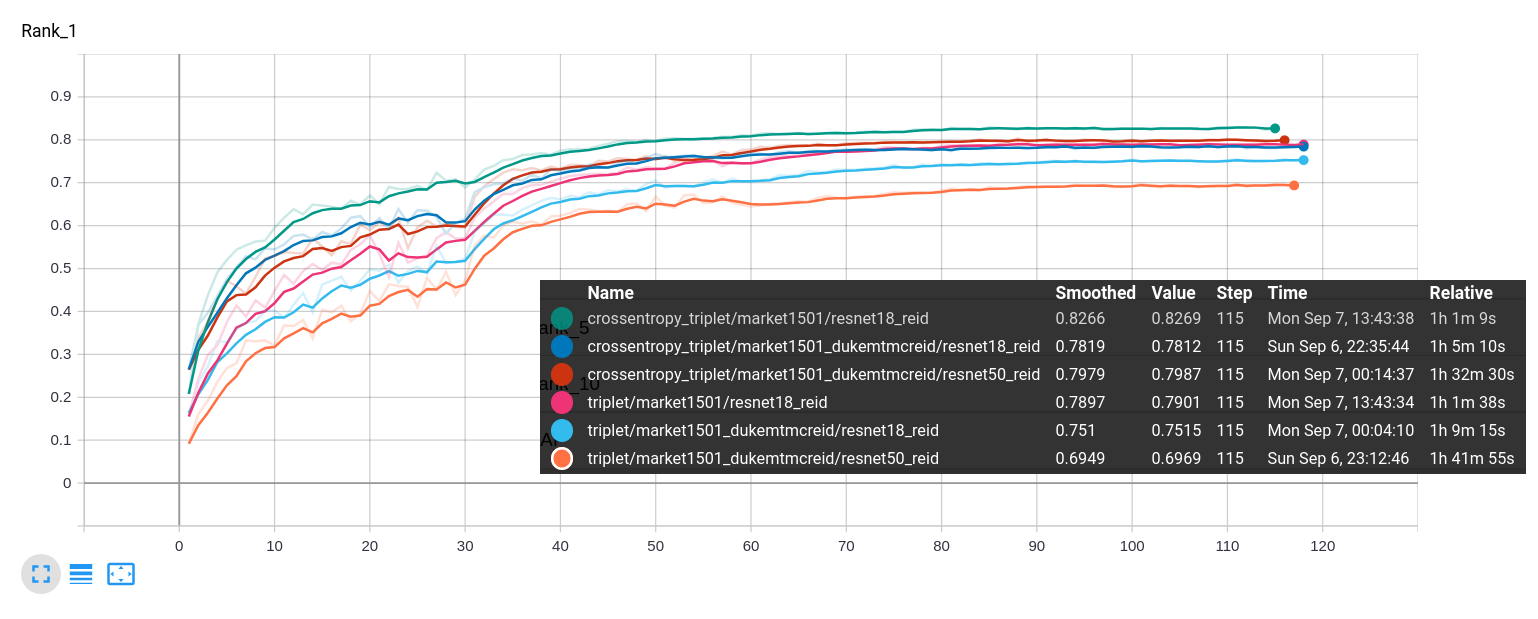 Rank_1
0.9
0.8
0.7
0.6
0.5
0.4
0.3
0.2
0.1
0
Name Smoothed Value Step Time Relative
crossentropy_triplet/market1501/resnet18_reid 0.8266 0.8269 115 Mon Sep 7, 13:43:38 1h 1m 9s
crossentropy_triplet/market1501_dukemtmcreid/resnet18_reid 0.7819 0.7812 115 Sun Sep 6, 22:35:44 1h 5m 10s
crossentropy_triplet/market1501_dukemtmcreid/resnet50_reid 0.7979 0.7987 115 Mon Sep 7, 00:14:37 1h 32m 30s
triplet/market1501/resnet18_reid 0.7897 0.7901 115 Mon Sep 7, 13:43:34 1h 1m 38s
triplet/market1501_dukemtmcreid/resnet18_reid 0.751 0.7515 115 Mon Sep 7, 00:04:10 1h 9m 15s
triplet/market1501_dukemtmcreid/resnet50_reid 0.6949 0.6969 115 Sun Sep 6, 23:12:46 1h 41m 55s
0 10 20 30 40 50 60 70 80 90 100 110 120